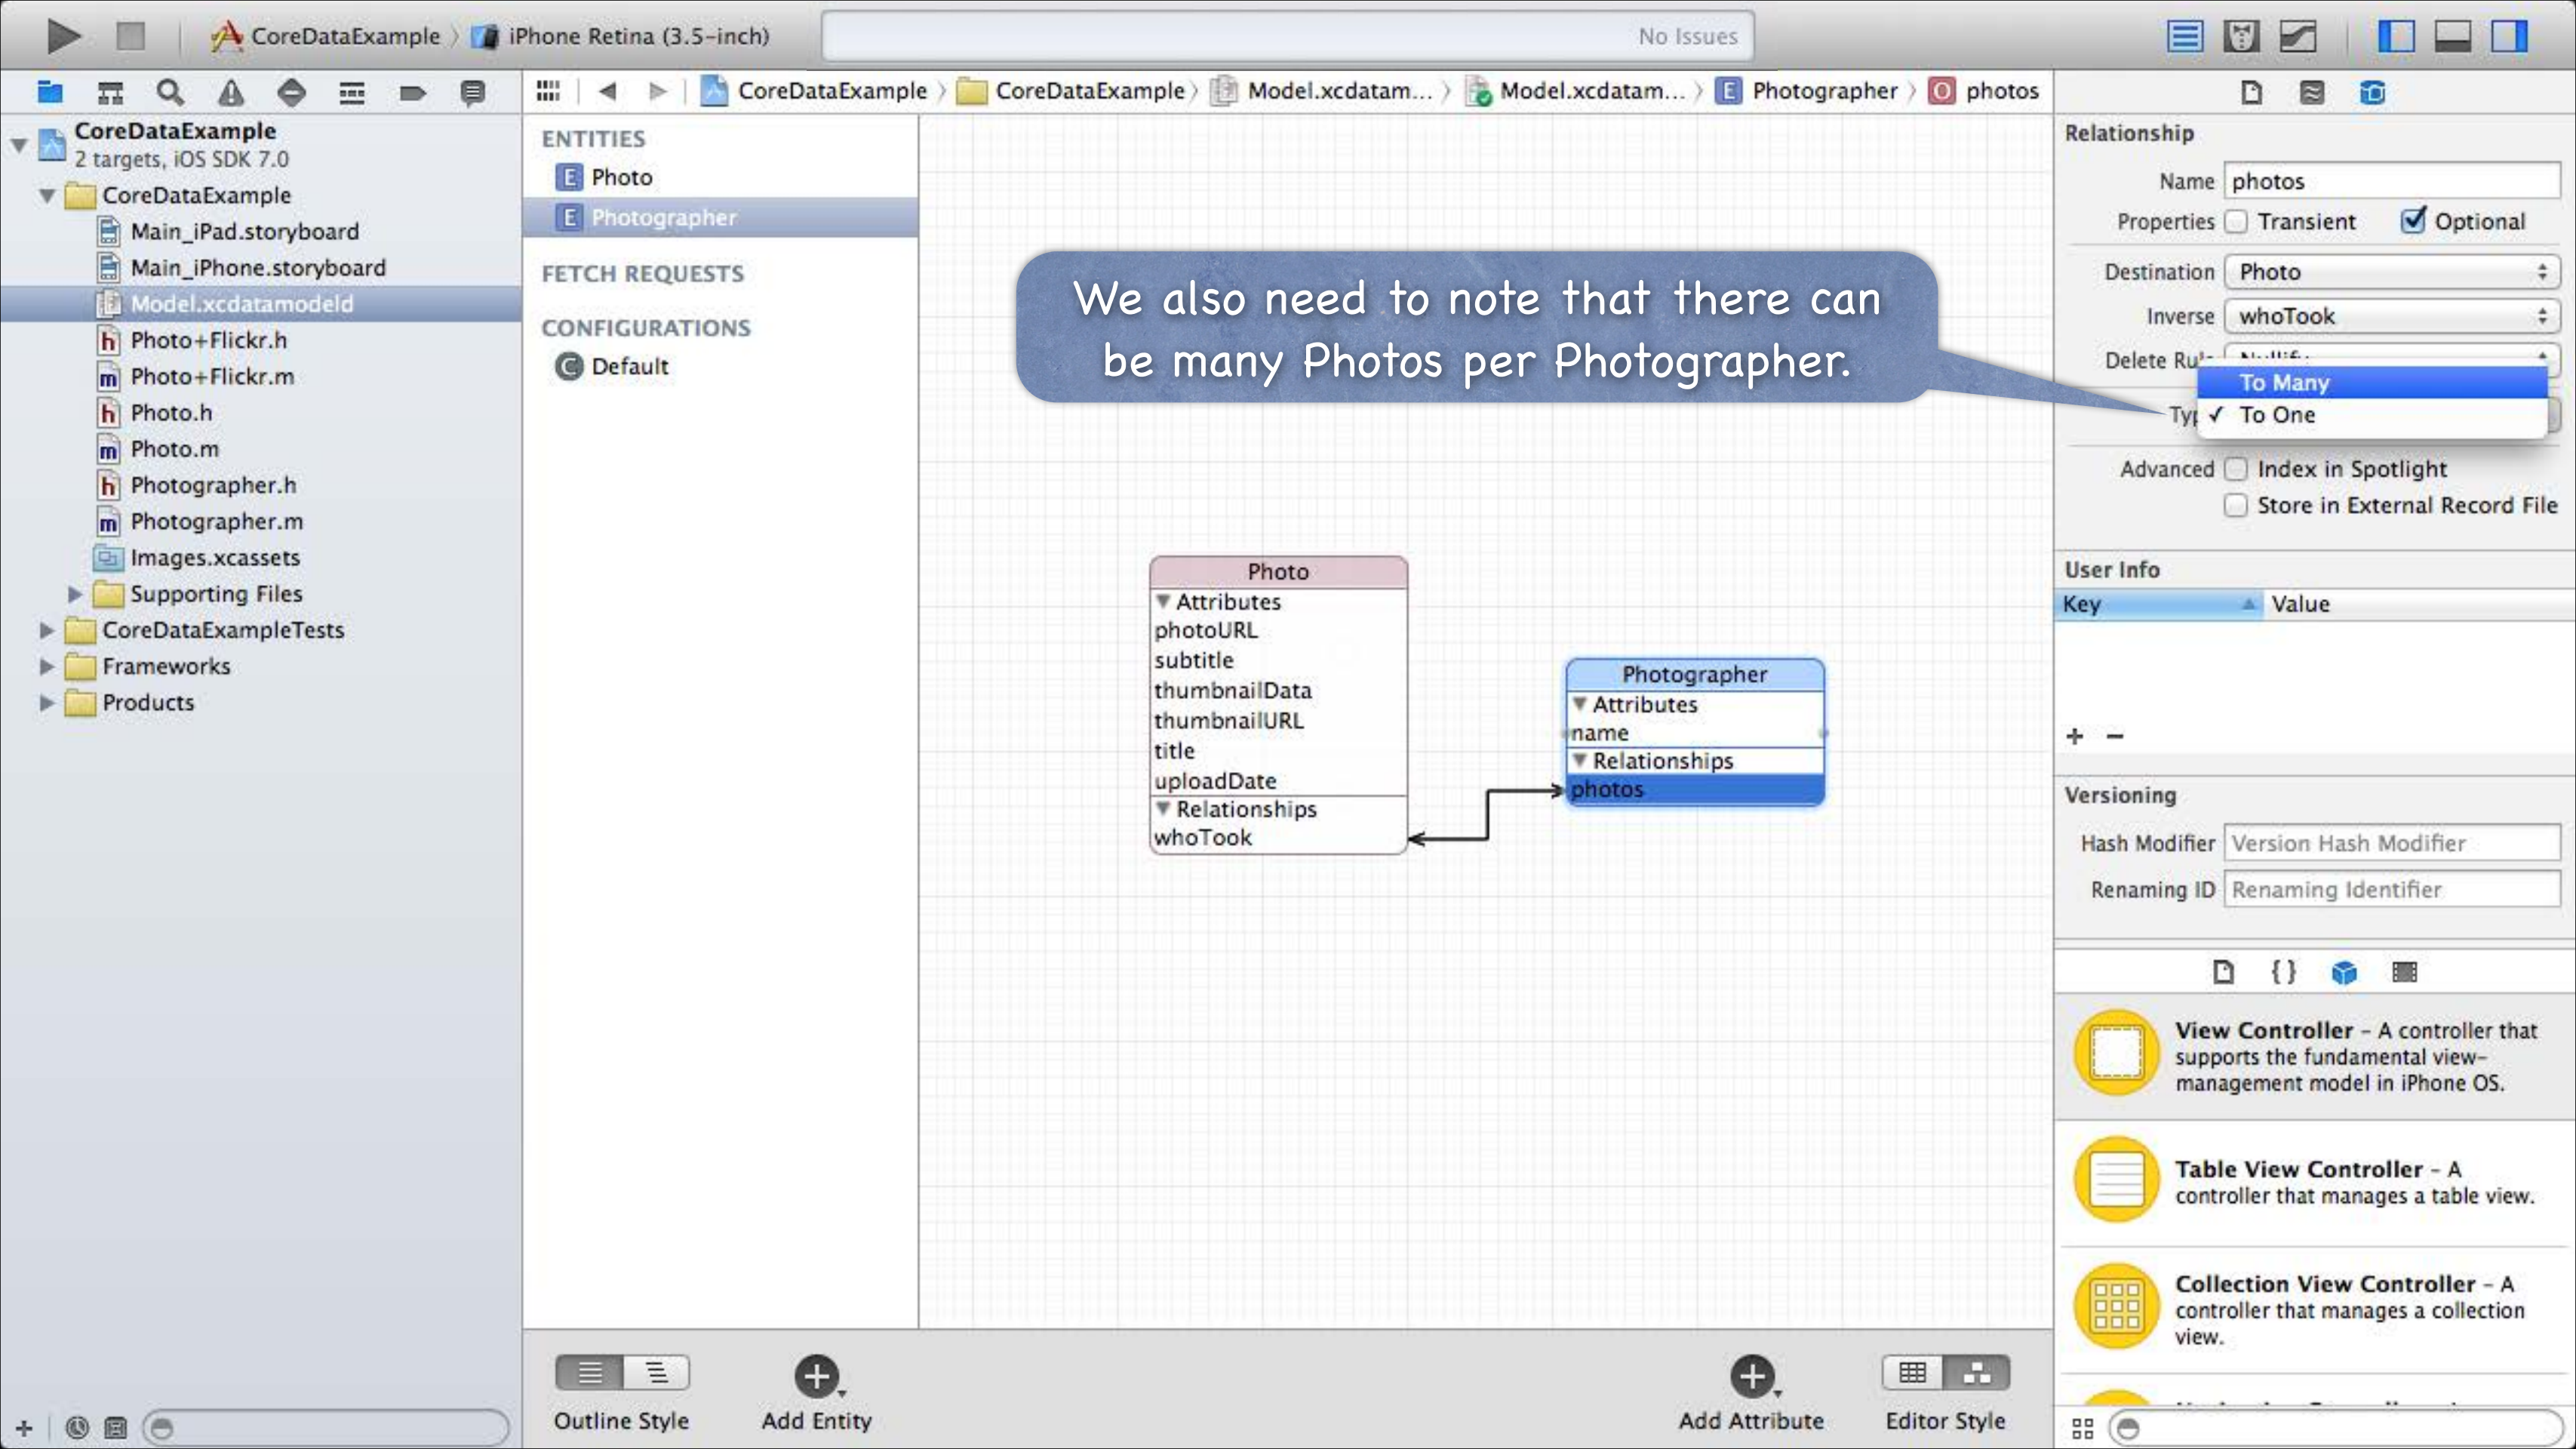 CoreDataExample
iPhone Retina (3.5-inch)
No Issues
CoreDataExample
CoreDataExample
Model.xcdatam...
Model.xcdatam...
E Photographer
O photos
CoreDataExample
2 targets, iOS SDK 7.0
CoreDataExample
Main_iPad.storyboard
Main_iPhone.storyboard
Model.xcdatamodeld
h Photo+Flickr.h
m Photo+Flickr.m
h Photo.h
m Photo.m
h Photographer.h
m Photographer.m
Images.xcassets
Supporting Files
CoreDataExampleTests
Frameworks
Products
ENTITIES
E Photo
E Photographer
FETCH REQUESTS
CONFIGURATIONS
C Default
We also need to note that there can
be many Photos per Photographer.
Photo
Attributes
photoURL
subtitle
thumbnailData
thumbnailURL
title
uploadDate
Relationships
whoTook
Photographer
Attributes
name
Relationships
photos
Outline Style
Add Entity
Add Attribute
Editor Style
Relationship
Name photos
Properties Transient Optional
Destination Photo
Inverse whoTook
Delete
To Many
✓ To One
Advanced Index in Spotlight
Store in External Record File
User Info
Key Value
+ −
Versioning
Hash Modifier Version Hash Modifier
Renaming ID Renaming Identifier
{ }
View Controller – A controller that
supports the fundamental view-
management model in iPhone OS.
Table View Controller – A
controller that manages a table view.
Collection View Controller – A
controller that manages a collection
view.